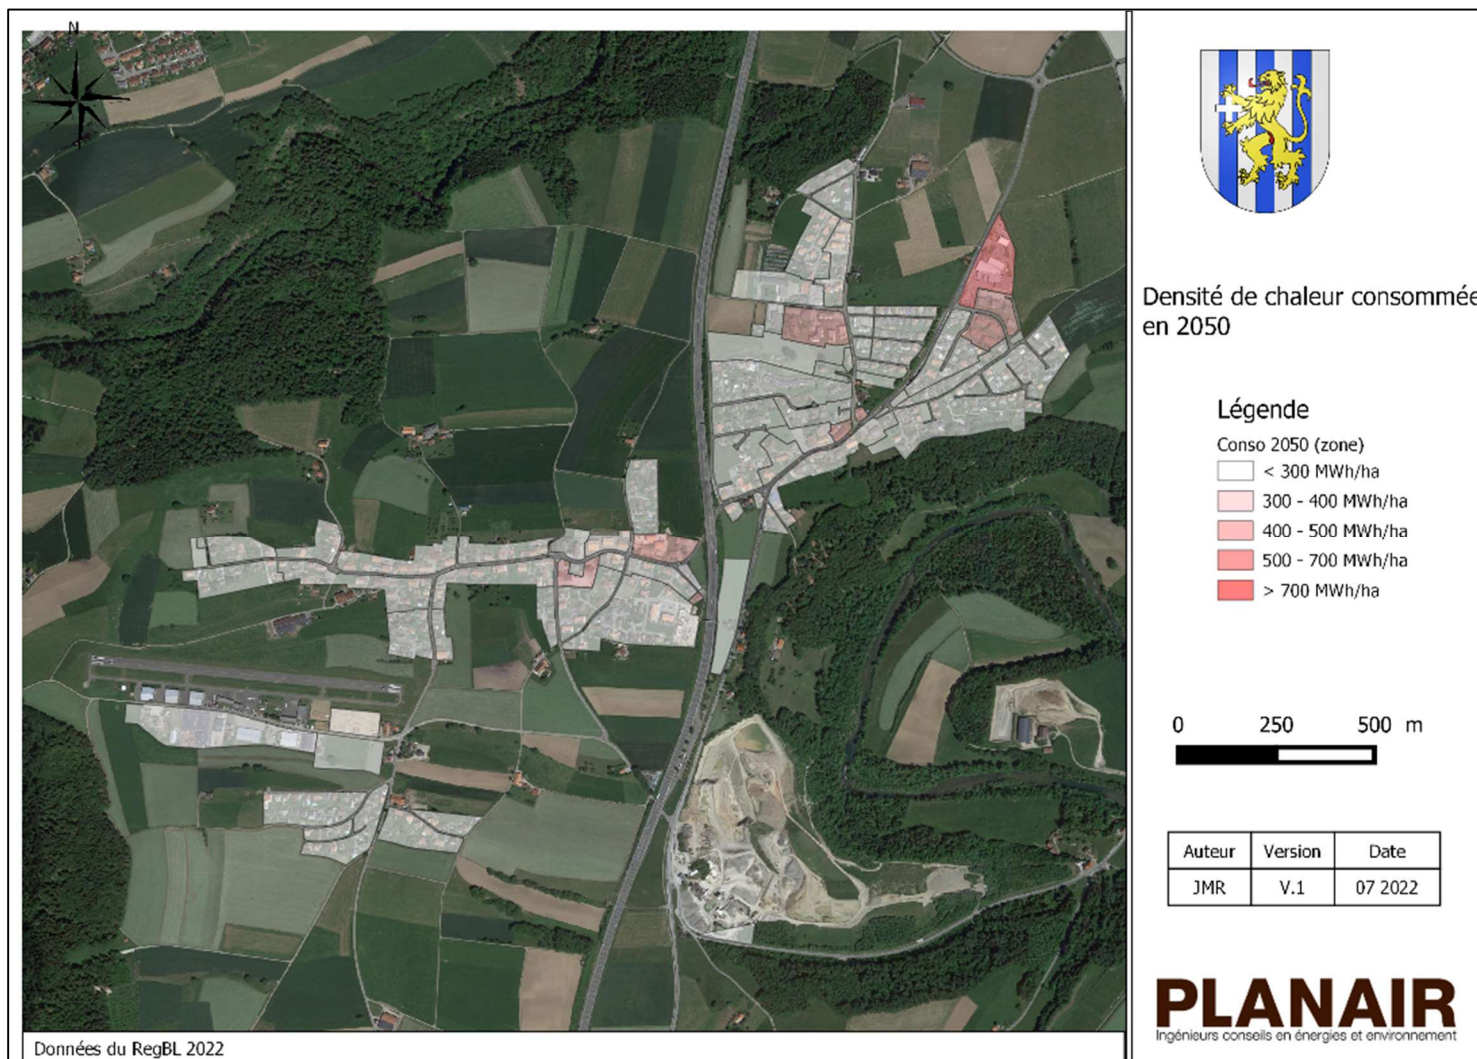 N
Densité de chaleur consommée
en 2050
Légende
Conso 2050 (zone)
< 300 MWh/ha
300 - 400 MWh/ha
400 - 500 MWh/ha
500 - 700 MWh/ha
> 700 MWh/ha
0 250 500 m
Auteur Version Date
JMR V.1 07 2022
PLANAIR
Ingénieurs conseils en énergies et environnement
Données du RegBL 2022